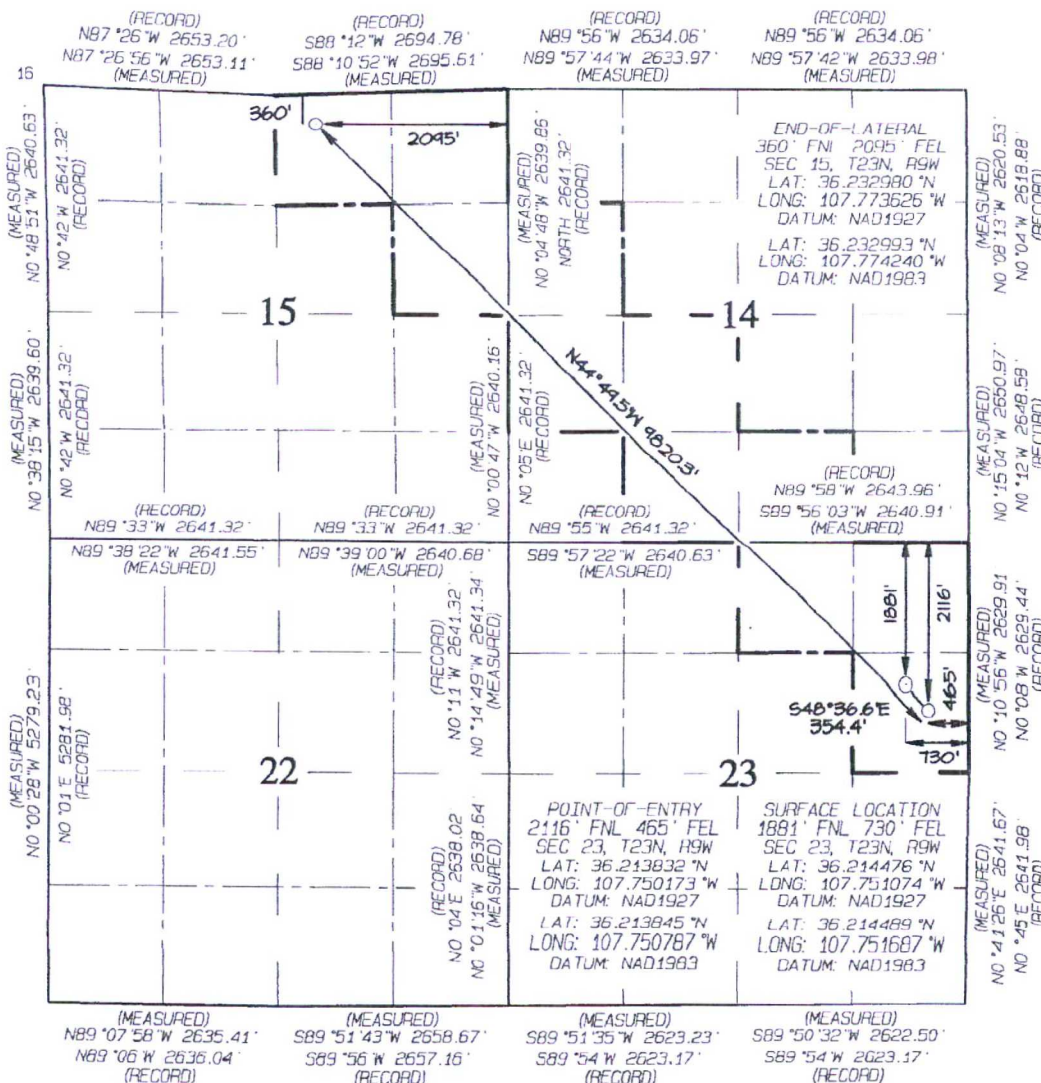 (RECORD)
N87°26'W 2653.20'
N87°26'56"W 2653.11'
(MEASURED)
(RECORD)
S88°12'W 2694.78'
S88°10'52"W 2695.61'
(MEASURED)
(RECORD)
N89°56'W 2634.06'
N89°57'44"W 2633.97'
(MEASURED)
(RECORD)
N89°56'W 2634.06'
N89°57'42"W 2633.98'
(MEASURED)
16
360'
2095'
END-OF-LATERAL
360' FNL 2095' FEL
SEC 15, T23N, R9W
LAT: 36.232980 °N
LONG: 107.773626 °W
DATUM: NAD1927
LAT: 36.232993 °N
LONG: 107.774240 °W
DATUM: NAD1983
(MEASURED)
N0°48'51"W 2640.63'
N0°42'W 2641.32'
(RECORD)
(MEASURED)
N0°04'48"W 2639.86'
NORTH 2641.32'
(RECORD)
(MEASURED)
N0°08'13"W 2620.53'
N0°04'W 2618.88'
(RECORD)
15
14
N44°49.5'W 9820.3'
(MEASURED)
N0°38'15"W 2639.60'
N0°42'W 2641.32'
(RECORD)
(MEASURED)
N0°00'47"W 2640.16'
N0°05'E 2641.32'
(RECORD)
(MEASURED)
N0°15'04"W 2650.97'
N0°12'W 2648.58'
(RECORD)
(RECORD)
N89°33'W 2641.32'
N89°38'22"W 2641.55'
(MEASURED)
(RECORD)
N89°33'W 2641.32'
N89°39'00"W 2640.68'
(MEASURED)
(RECORD)
N89°55'W 2641.32'
S89°57'22"W 2640.63'
(MEASURED)
(RECORD)
N89°58'W 2643.96'
S89°56'03"W 2640.91'
(MEASURED)
1881'
2116'
465'
S48°36.6'E
354.4'
730'
(MEASURED)
N0°00'28"W 5279.23'
N0°01'E 5281.98'
(RECORD)
(RECORD)
N0°11'W 2641.32'
N0°14'49"W 2641.34'
(MEASURED)
(MEASURED)
N0°10'56"W 2629.91'
N0°08'W 2629.44'
(RECORD)
22
23
(RECORD)
N0°04'E 2638.02'
N0°01'16"W 2638.64'
(MEASURED)
POINT-OF-ENTRY
2116' FNL 465' FEL
SEC 23, T23N, R9W
LAT: 36.213832 °N
LONG: 107.750173 °W
DATUM: NAD1927
LAT: 36.213845 °N
LONG: 107.750787 °W
DATUM: NAD1983
SURFACE LOCATION
1881' FNL 730' FEL
SEC 23, T23N, R9W
LAT: 36.214476 °N
LONG: 107.751074 °W
DATUM: NAD1927
LAT: 36.214489 °N
LONG: 107.751687 °W
DATUM: NAD1983
(MEASURED)
N0°41'26"E 2641.67'
N0°45'E 2641.98'
(RECORD)
(MEASURED)
N89°07'58"W 2635.41'
N89°06'W 2636.04'
(RECORD)
(MEASURED)
S89°51'43"W 2658.67'
S89°56'W 2657.16'
(RECORD)
(MEASURED)
S89°51'35"W 2623.23'
S89°54'W 2623.17'
(RECORD)
(MEASURED)
S89°50'32"W 2622.50'
S89°54'W 2623.17'
(RECORD)